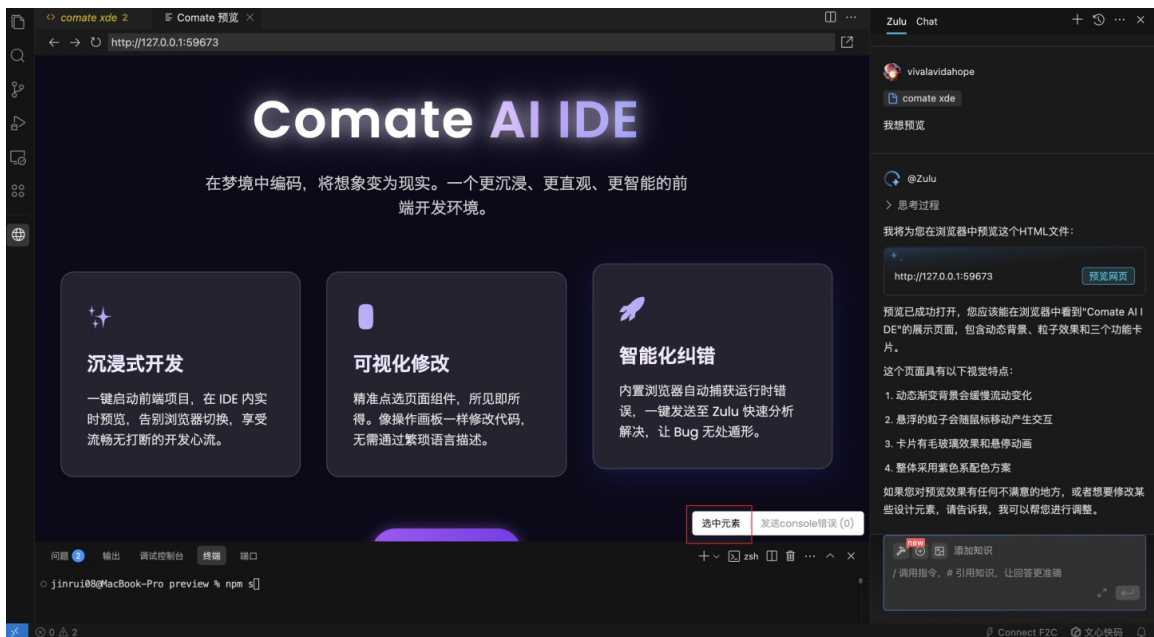 comate xde 2
Comate 预览
http://127.0.0.1:59673
Comate AI IDE
在梦境中编码，将想象变为现实。一个更沉浸、更直观、更智能的前
端开发环境。
沉浸式开发
一键启动前端项目，在 IDE 内实
时预览，告别浏览器切换，享受
流畅无打断的开发心流。
可视化修改
精准点选页面组件，所见即所
得。像操作画板一样修改代码，
无需通过繁琐语言描述。
智能化纠错
内置浏览器自动捕获运行时错
误，一键发送至 Zulu 快速分析
解决，让 Bug 无处遁形。
选中元素 发送console错误 (0)
问题 2 输出 调试控制台 终端 端口
zsh
jinrui08@MacBook-Pro preview % npm s
0 2
Zulu Chat
vivalavidahope
comate xde
我想预览
@Zulu
思考过程
我将为您在浏览器中预览这个HTML文件：
http://127.0.0.1:59673 预览网页
预览已成功打开，您应该能在浏览器中看到"Comate AI I
DE"的展示页面，包含动态背景、粒子效果和三个功能卡
片。
这个页面具有以下视觉特点：
1. 动态渐变背景会缓慢流动变化
2. 悬浮的粒子会随鼠标移动产生交互
3. 卡片有毛玻璃效果和悬停动画
4. 整体采用紫色系配色方案
如果您对预览效果有任何不满意的地方，或者想要修改某
些设计元素，请告诉我，我可以帮您进行调整。
new
添加知识
/ 调用指令，# 引用知识，让回答更准确
Connect F2C 文心快码